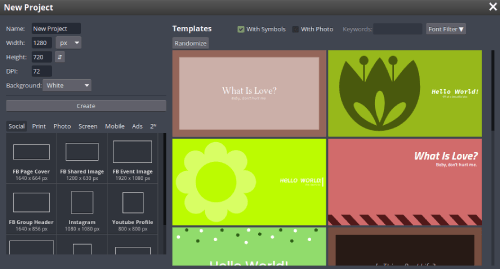 New Project
Name: New Project
Width: 1280 px
Height: 720
DPI: 72
Background: White
Create
Social Print Photo Screen Mobile Ads
FB Page Cover
1640 x 664 px
FB Shared Image
1200 x 630 px
FB Event Image
1920 x 1080 px
FB Group Header
1640 x 856 px
Instagram
1080 x 1080 px
Youtube Profile
800 x 800 px
Templates
With Symbols With Photo Keywords: Font Filter ▼
Randomize
What Is Love?
Baby, don't hurt me.
Hello World!
HELLO WORLD!
What Is Love?
Baby, don't hurt me.
Hello World!